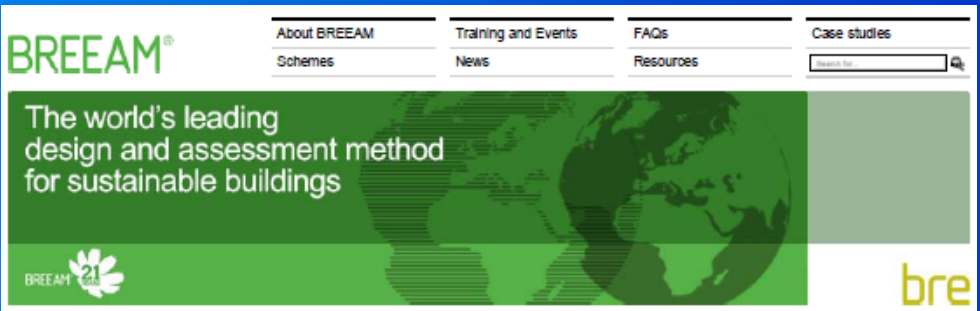 BREEAM®
About BREEAM
Training and Events
FAQs
Case studies
Schemes
News
Resources
Search for...
The world's leading
design and assessment method
for sustainable buildings
BREEAM 21
bre